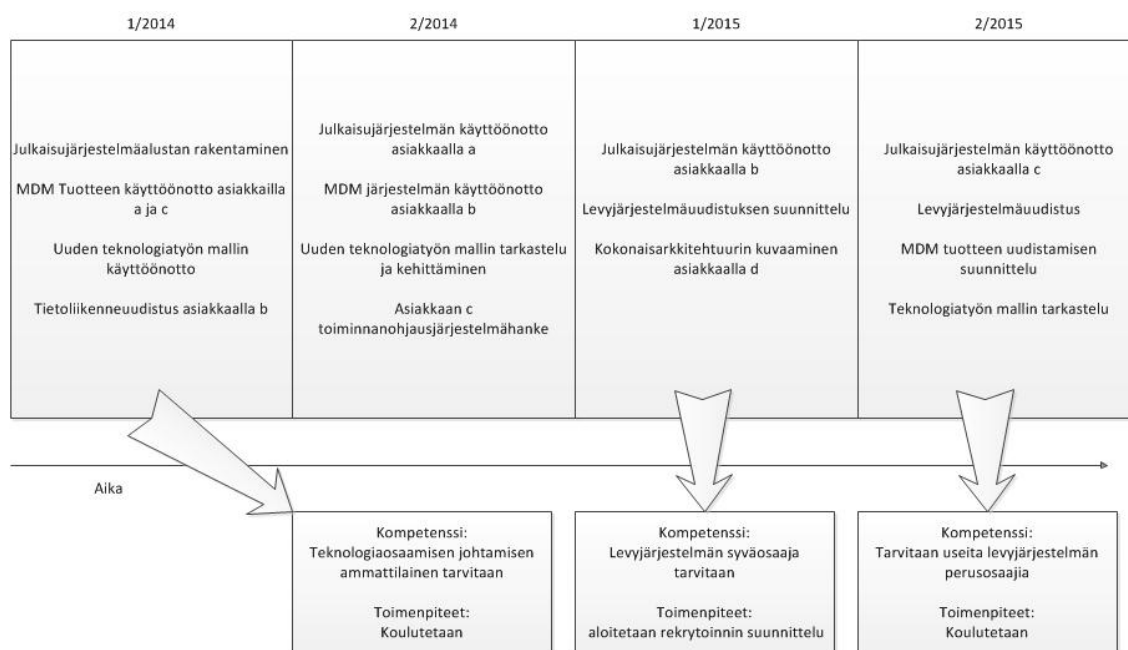 1/2014
2/2014
1/2015
2/2015
Julkaisujärjestelmäalustan rakentaminen
MDM Tuotteen käyttöönotto asiakkailla
a ja c
Uuden teknologiatyön mallin
käyttöönotto
Tietoliikenneuudistus asiakkaalla b
Julkaisujärjestelmän käyttöönotto
asiakkaalla a
MDM järjestelmän käyttöönotto
asiakkaalla b
Uuden teknologiatyön mallin tarkastelu
ja kehittäminen
Asiakkaan c
toiminnanohjausjärjestelmähanke
Julkaisujärjestelmän käyttöönotto
asiakkaalla b
Levyjärjestelmäuudistuksen suunnittelu
Kokonaisarkkitehtuurin kuvaaminen
asiakkaalla d
Julkaisujärjestelmän käyttöönotto
asiakkaalla c
Levyjärjestelmäuudistus
MDM tuotteen uudistamisen
suunnittelu
Teknologiatyön mallin tarkastelu
Aika
Kompetenssi:
Teknologiaosaamisen johtamisen
ammattilainen tarvitaan
Toimenpiteet:
Koulutetaan
Kompetenssi:
Levyjärjestelmän syväosaaja
tarvitaan
Toimenpiteet:
aloitetaan rekrytoinnin suunnittelu
Kompetenssi:
Tarvitaan useita levyjärjestelmän
perusosaajia
Toimenpiteet:
Koulutetaan